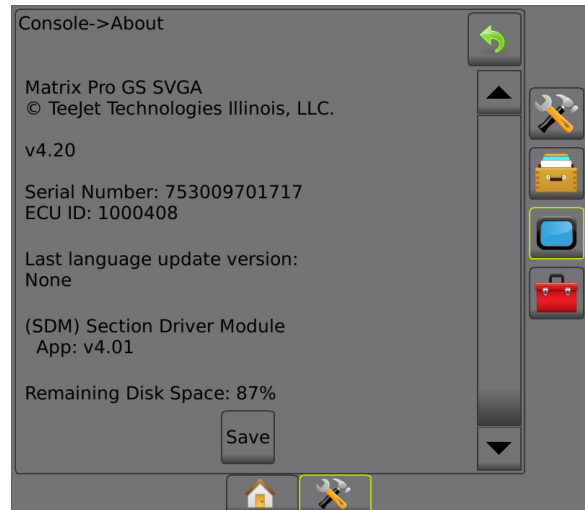 Console->About
Matrix Pro GS SVGA
© TeeJet Technologies Illinois, LLC.
v4.20
Serial Number: 753009701717
ECU ID: 1000408
Last language update version:
None
(SDM) Section Driver Module
App: v4.01
Remaining Disk Space: 87%
Save